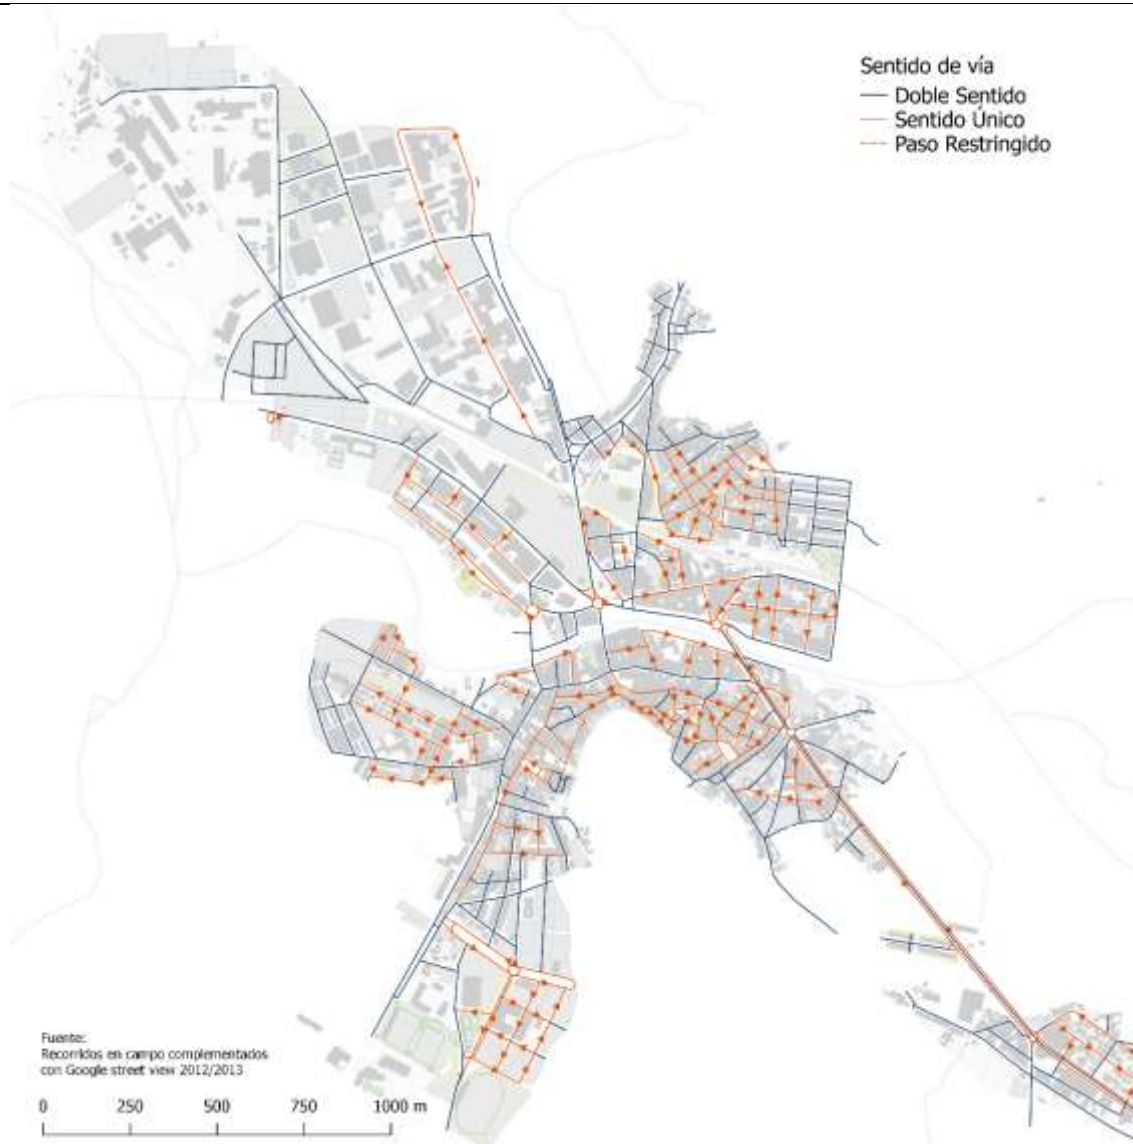 Sentido de vía
Doble Sentido
Sentido Único
Paso Restringido
Fuente:
Recorridos en campo complementados
con Google street view 2012/2013
0 250 500 750 1000 m